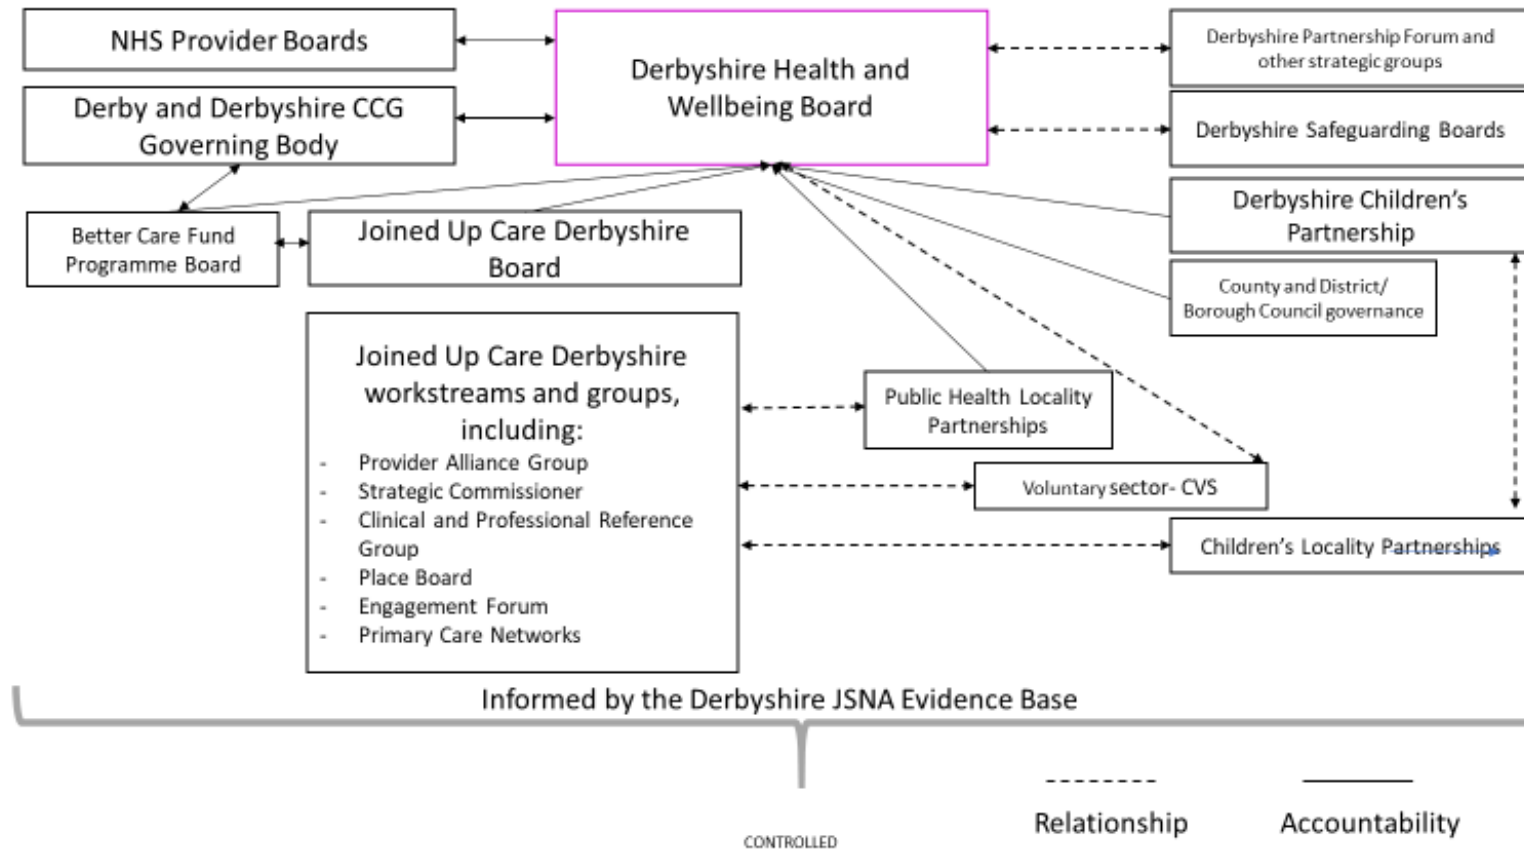 NHS Provider Boards
Derby and Derbyshire CCG
Governing Body
Derbyshire Health and
Wellbeing Board
Derbyshire Partnership Forum and
other strategic groups
Derbyshire Safeguarding Boards
Derbyshire Children's
Partnership
County and District/
Borough Council governance
Better Care Fund
Programme Board
Joined Up Care Derbyshire
Board
Joined Up Care Derbyshire
workstreams and groups,
including:
- Provider Alliance Group
- Strategic Commissioner
- Clinical and Professional Reference
Group
- Place Board
- Engagement Forum
- Primary Care Networks
Public Health Locality
Partnerships
Voluntary sector- CVS
Children's Locality Partnerships
Informed by the Derbyshire JSNA Evidence Base
Relationship
Accountability
CONTROLLED